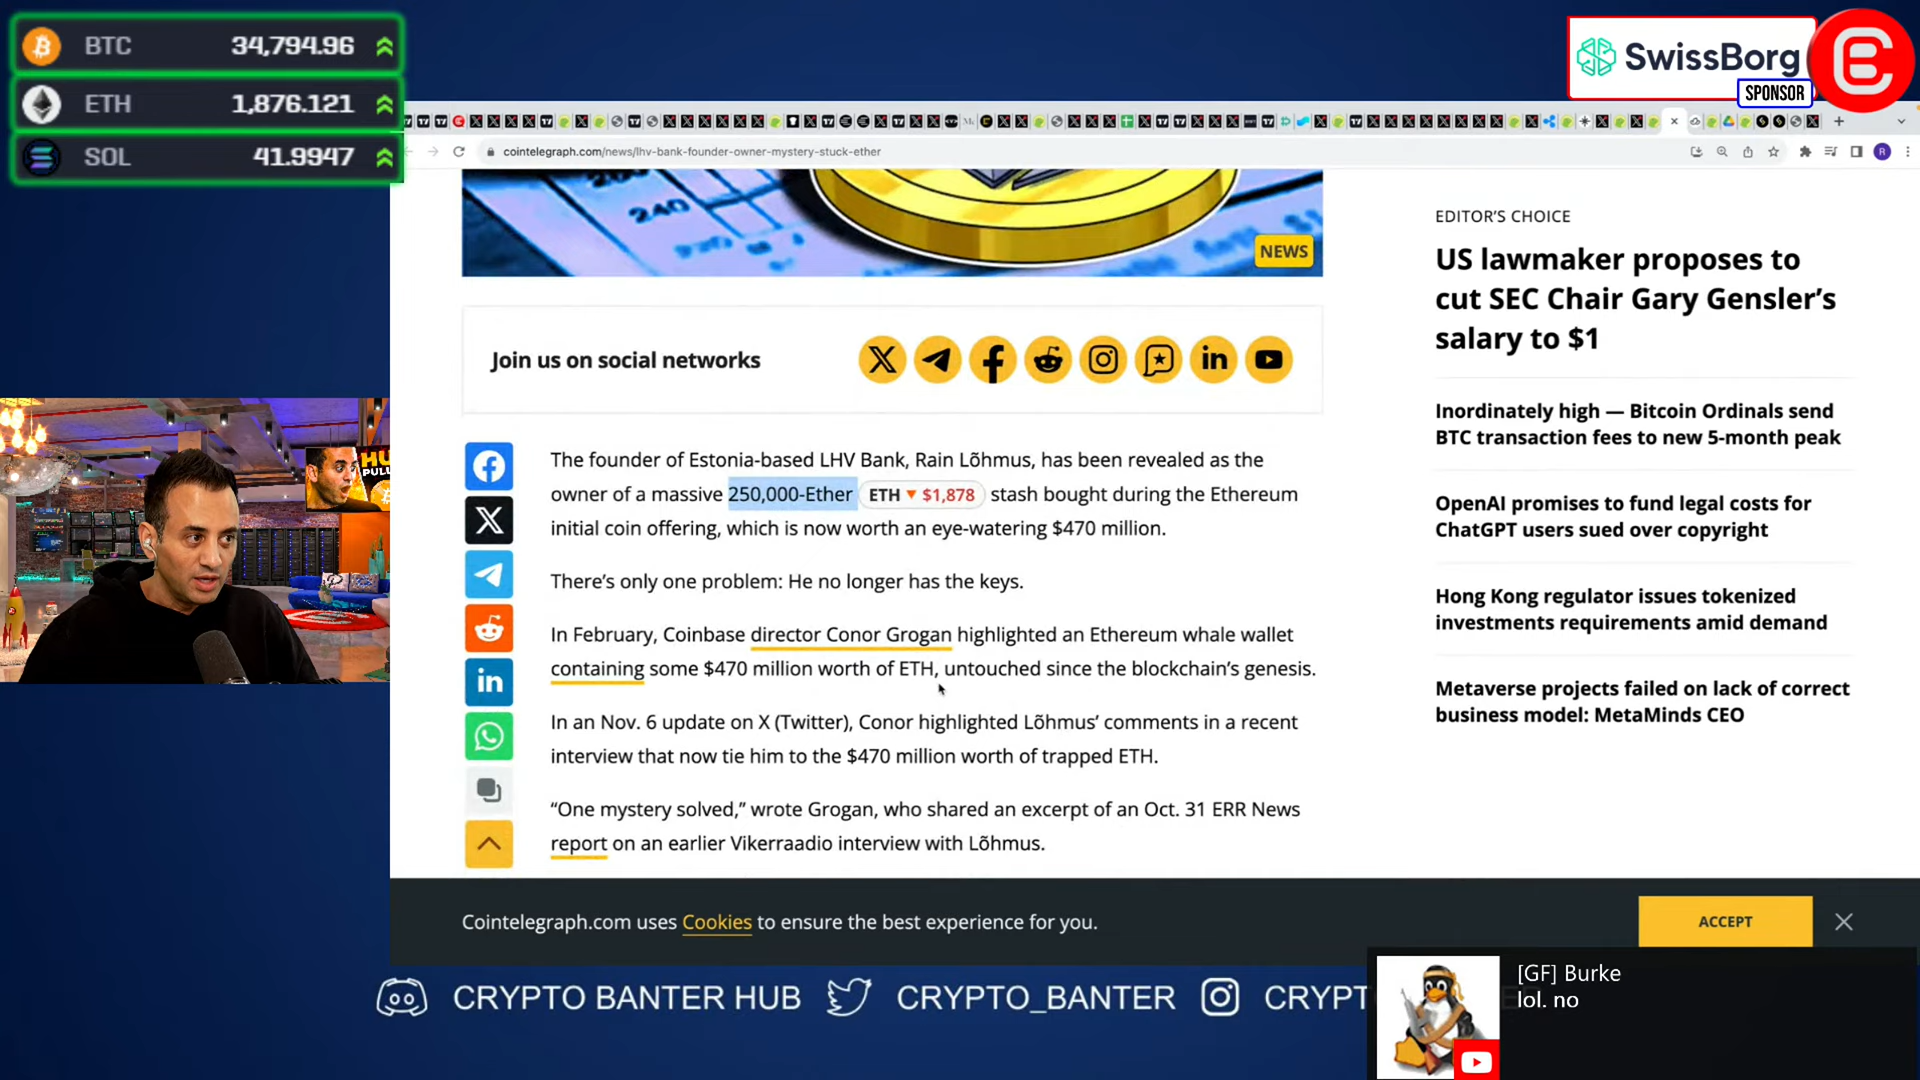 BTC 34,794.96
ETH 1,876.121
SOL 41.9947
SwissBorg
SPONSOR
cointelegraph.com/news/lhv-bank-founder-owner-mystery-stuck-ether
R
240
NEWS
Join us on social networks
The founder of Estonia-based LHV Bank, Rain Lõhmus, has been revealed as the
owner of a massive 250,000-Ether ETH ▼ $1,878 stash bought during the Ethereum
initial coin offering, which is now worth an eye-watering $470 million.
There’s only one problem: He no longer has the keys.
In February, Coinbase director Conor Grogan highlighted an Ethereum whale wallet
containing some $470 million worth of ETH, untouched since the blockchain’s genesis.
In an Nov. 6 update on X (Twitter), Conor highlighted Lõhmus’ comments in a recent
interview that now tie him to the $470 million worth of trapped ETH.
“One mystery solved,” wrote Grogan, who shared an excerpt of an Oct. 31 ERR News
report on an earlier Vikerraadio interview with Lõhmus.
EDITOR’S CHOICE
US lawmaker proposes to
cut SEC Chair Gary Gensler’s
salary to $1
Inordinately high — Bitcoin Ordinals send
BTC transaction fees to new 5-month peak
OpenAI promises to fund legal costs for
ChatGPT users sued over copyright
Hong Kong regulator issues tokenized
investments requirements amid demand
Metaverse projects failed on lack of correct
business model: MetaMinds CEO
Cointelegraph.com uses Cookies to ensure the best experience for you.
ACCEPT
CRYPTO BANTER HUB
CRYPTO_BANTER
CRYPT
[GF] Burke
lol. no